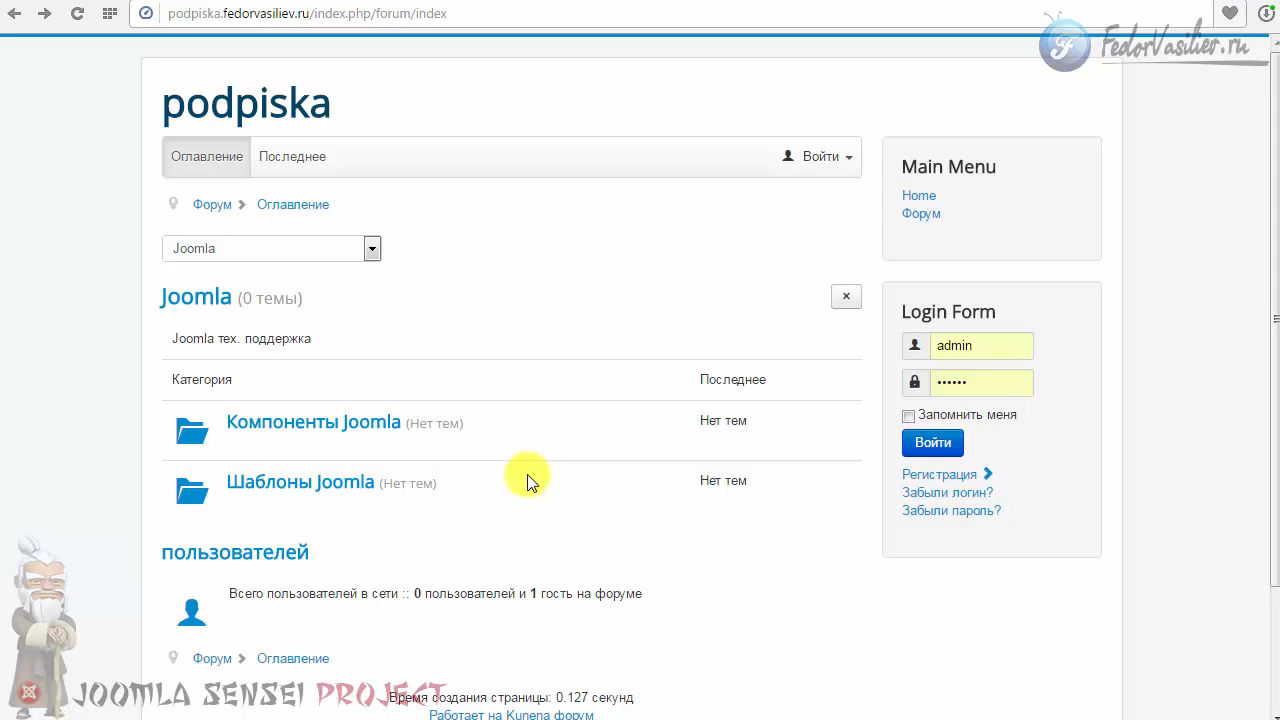 podpiska.fedorvasiliev.ru/index.php/forum/index
FedorVasiliev.ru
podpiska
Оглавление
Последнее
Войти
Форум
Оглавление
Joomla
Joomla (0 темы)
×
Joomla тех. поддержка
Категория
Последнее
Компоненты Joomla (Нет тем)
Нет тем
Шаблоны Joomla (Нет тем)
Нет тем
пользователей
Всего пользователей в сети :: 0 пользователей и 1 гость на форуме
Форум
Оглавление
Время создания страницы: 0.127 секунд
Работает на Kunena форум
Main Menu
Home
Форум
Login Form
admin
••••••
Запомнить меня
Войти
Регистрация
Забыли логин?
Забыли пароль?
JOOMLA SENSEI PROJECT